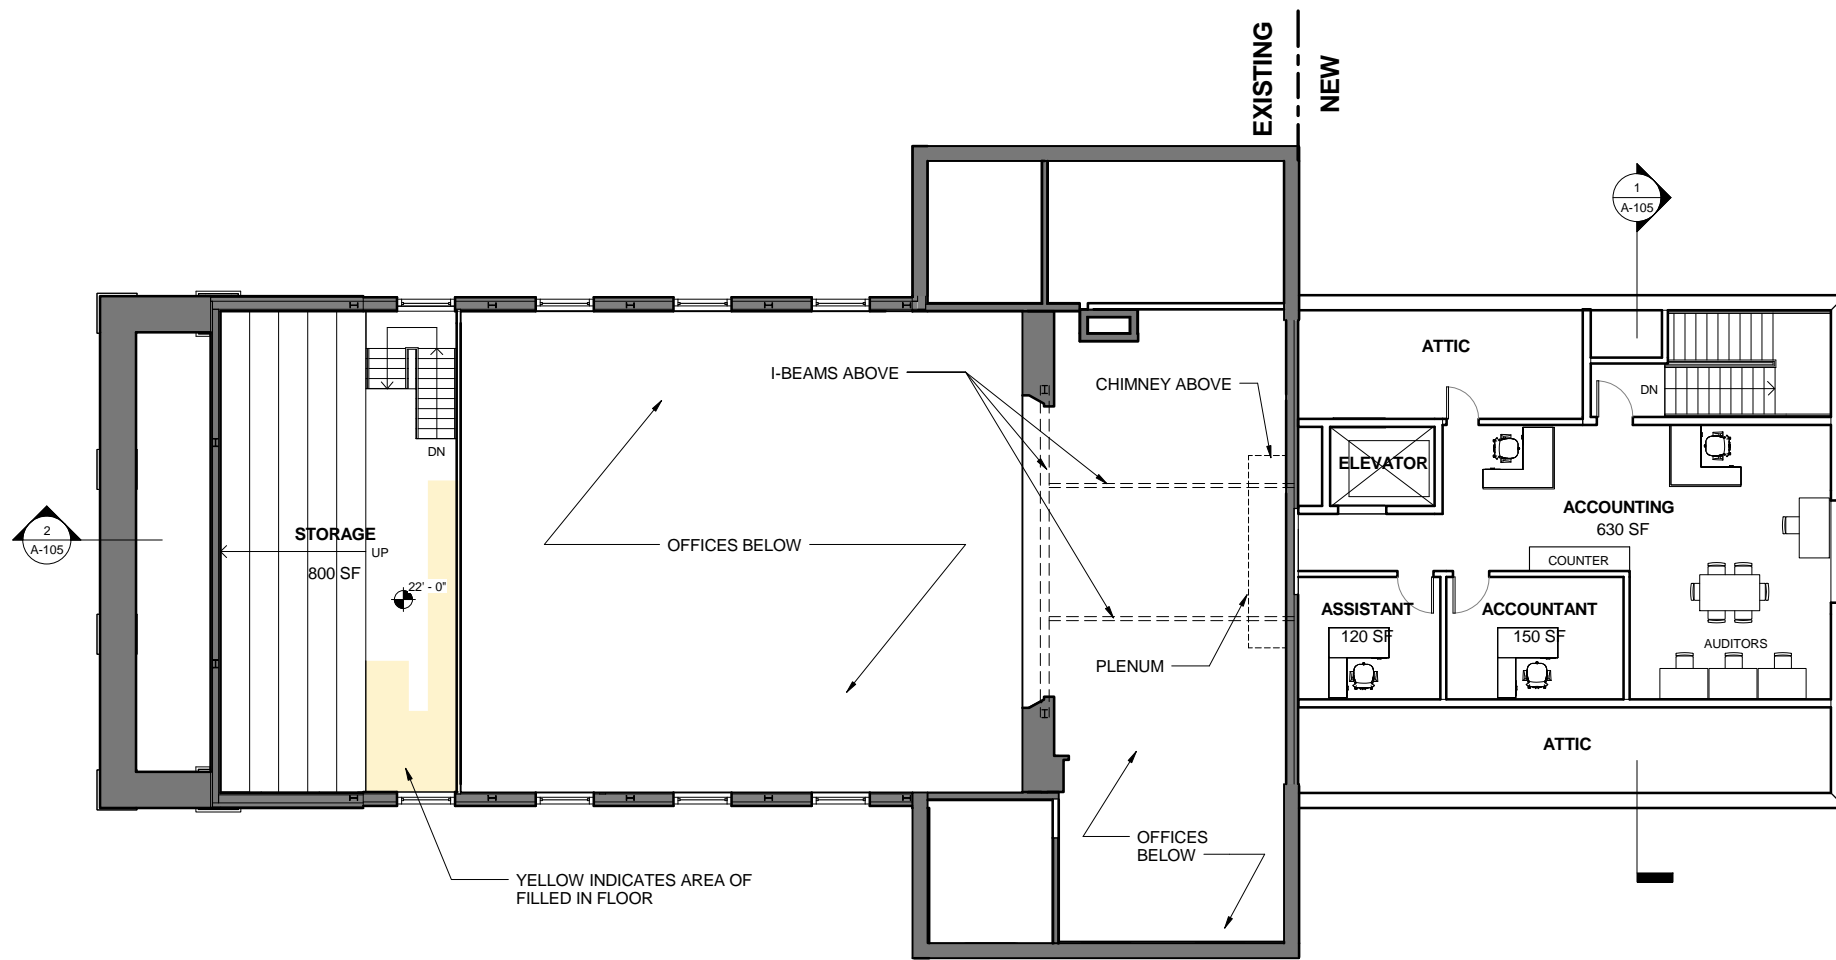 EXISTING
NEW
1
A-105
ATTIC
I-BEAMS ABOVE
CHIMNEY ABOVE
DN
DN
ELEVATOR
ACCOUNTING
630 SF
2
A-105
STORAGE
UP
800 SF
22' - 0"
OFFICES BELOW
COUNTER
ASSISTANT
120 SF
ACCOUNTANT
150 SF
AUDITORS
PLENUM
ATTIC
OFFICES
BELOW
YELLOW INDICATES AREA OF
FILLED IN FLOOR